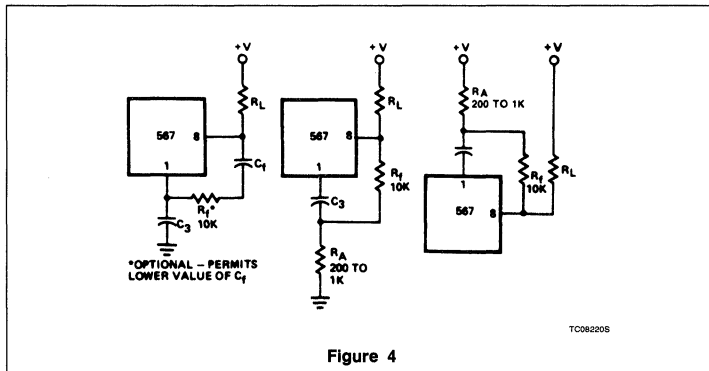 +V
RL
567
8
1
Cf
Rf*
10K
C3
*OPTIONAL – PERMITS
LOWER VALUE OF Cf
+V
RL
567
8
1
Rf
10K
C3
RA
200 TO
1K
+V
+V
RA
200 TO 1K
1
Rf
10K
RL
567
8
TC08220S
Figure 4